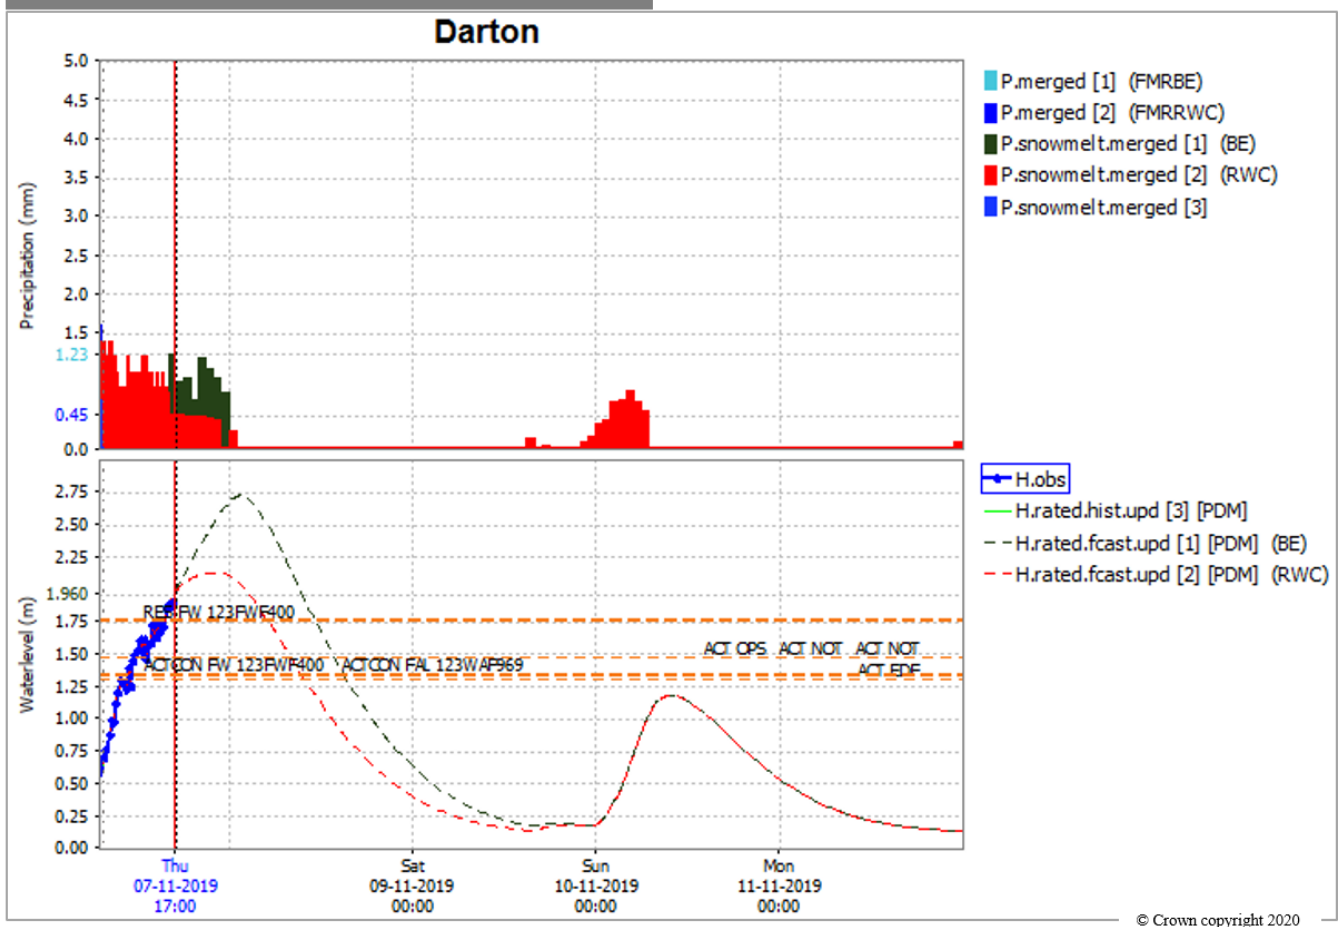 Darton
Precipitation (mm)
5.0
4.5
4.0
3.5
3.0
2.5
2.0
1.5
1.23
0.45
0.0
P.merged [1] (FMRBE)
P.merged [2] (FMRRWC)
P.snowmelt.merged [1] (BE)
P.snowmelt.merged [2] (RWC)
P.snowmelt.merged [3]
Waterlevel (m)
2.75
2.50
2.25
1.960
1.75
1.50
1.25
1.00
0.75
0.50
0.25
0.00
FW 123FWF400
ACT OPS ACT NOT ACT NOT
ACTCON FW 123FWF400 ACTCON FAL 123WAF969
ACT
H.obs
H.rated.hist.upd [3] [PDM]
H.rated.fcast.upd [1] [PDM] (BE)
H.rated.fcast.upd [2] [PDM] (RWC)
Thu
07-11-2019
17:00
Sat
09-11-2019
00:00
Sun
10-11-2019
00:00
Mon
11-11-2019
00:00
© Crown copyright 2020